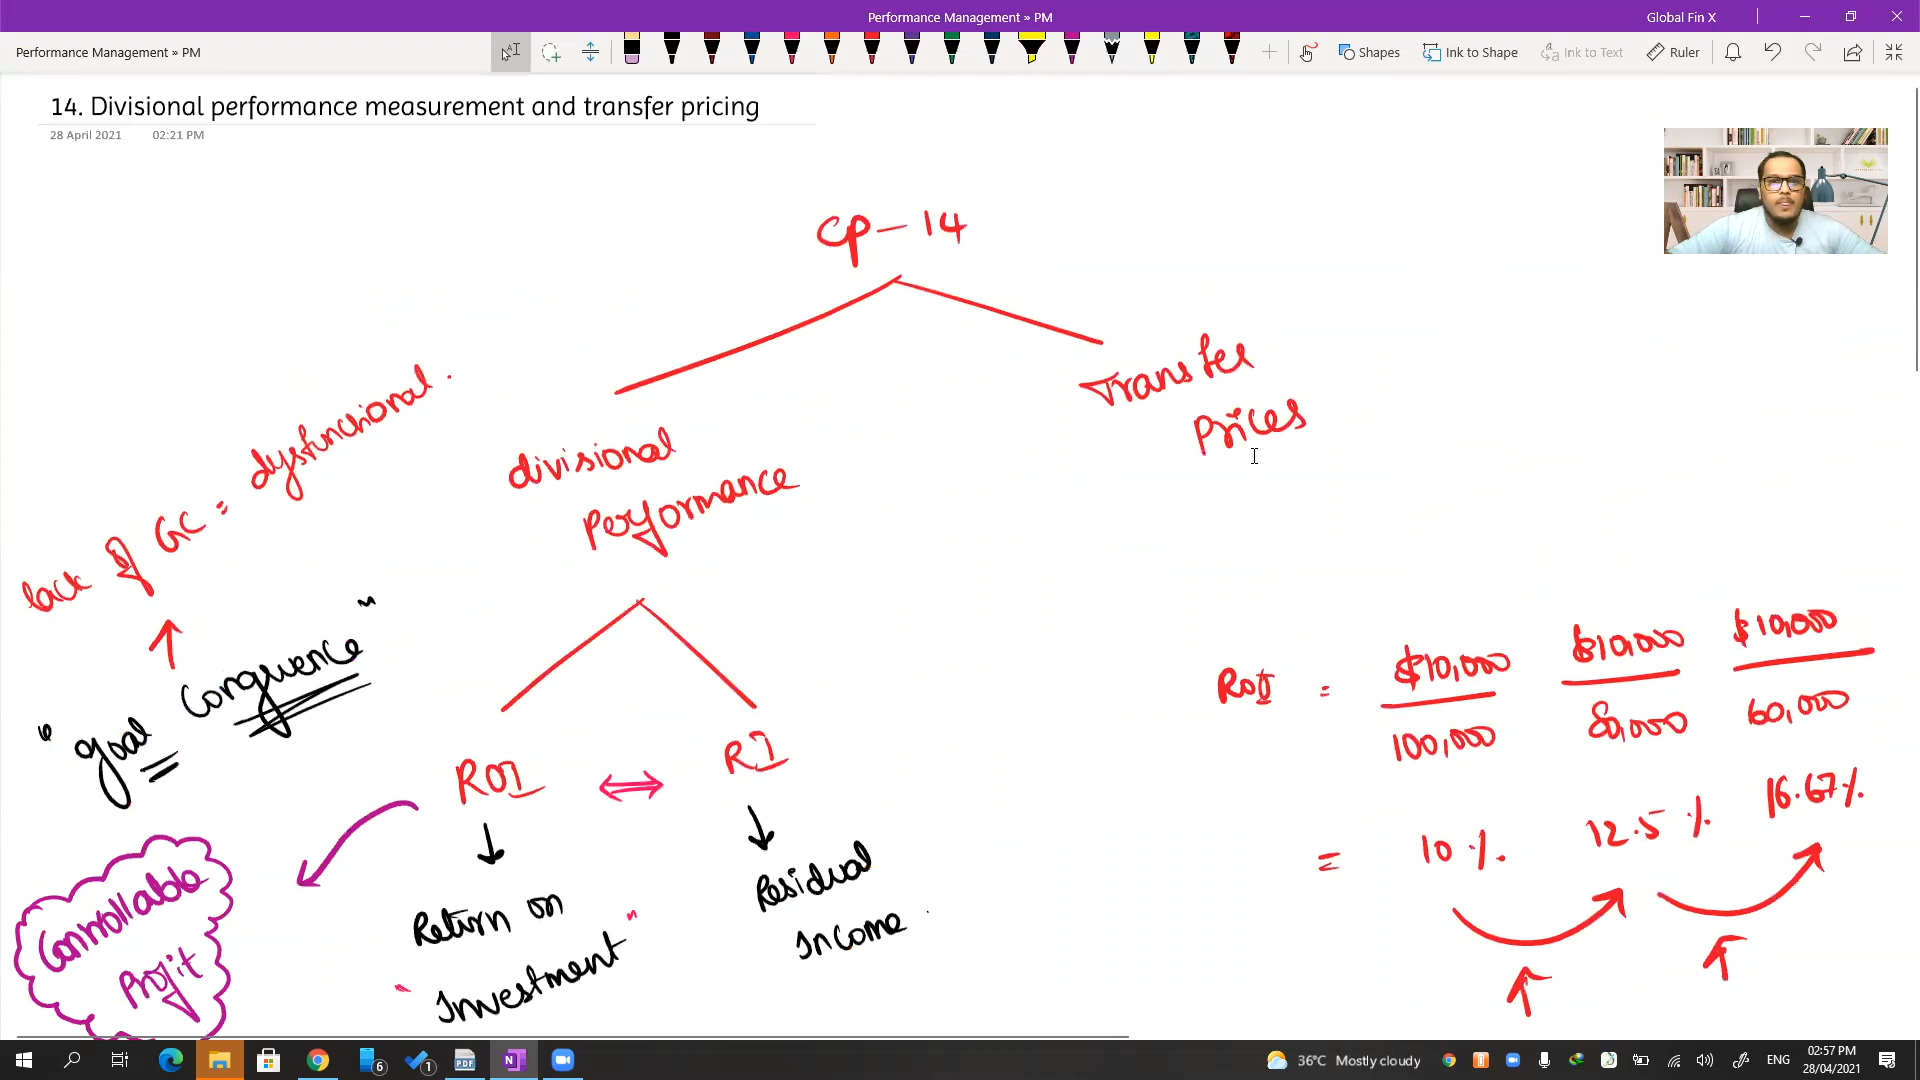 Performance Management » PM
Global Fin X
Performance Management » PM
Shapes
Ink to Shape
Ink to Text
Ruler
14. Divisional performance measurement and transfer pricing
28 April 2021 02:21 PM
CP - 14
Transfer
Prices
divisional
Performance
lack of GC = dysfunctional.
"goal congruence"
ROI ⇔ RI
Return on
"Investment"
Residual
Income
Controllable
Profit
ROI = $10,000 $10,000 $10,000
100,000 80,000 60,000
= 10 % 12.5 % 16.67 %
6
1
PDF
36°C Mostly cloudy
ENG
02:57 PM
28/04/2021